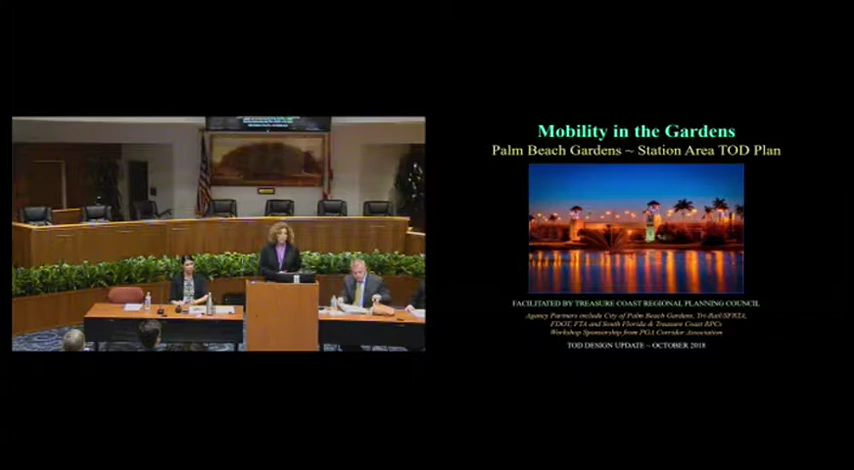 Mobility in the Gardens
Palm Beach Gardens ~ Station Area TOD Plan
FACILITATED BY TREASURE COAST REGIONAL PLANNING COUNCIL
Agency Partners include City of Palm Beach Gardens, Tri-Rail/SFRTA,
FDOT, FTA and South Florida & Treasure Coast RPCs
Workshop Sponsorship from PGA Corridor Association
TOD DESIGN UPDATE ~ OCTOBER 2018